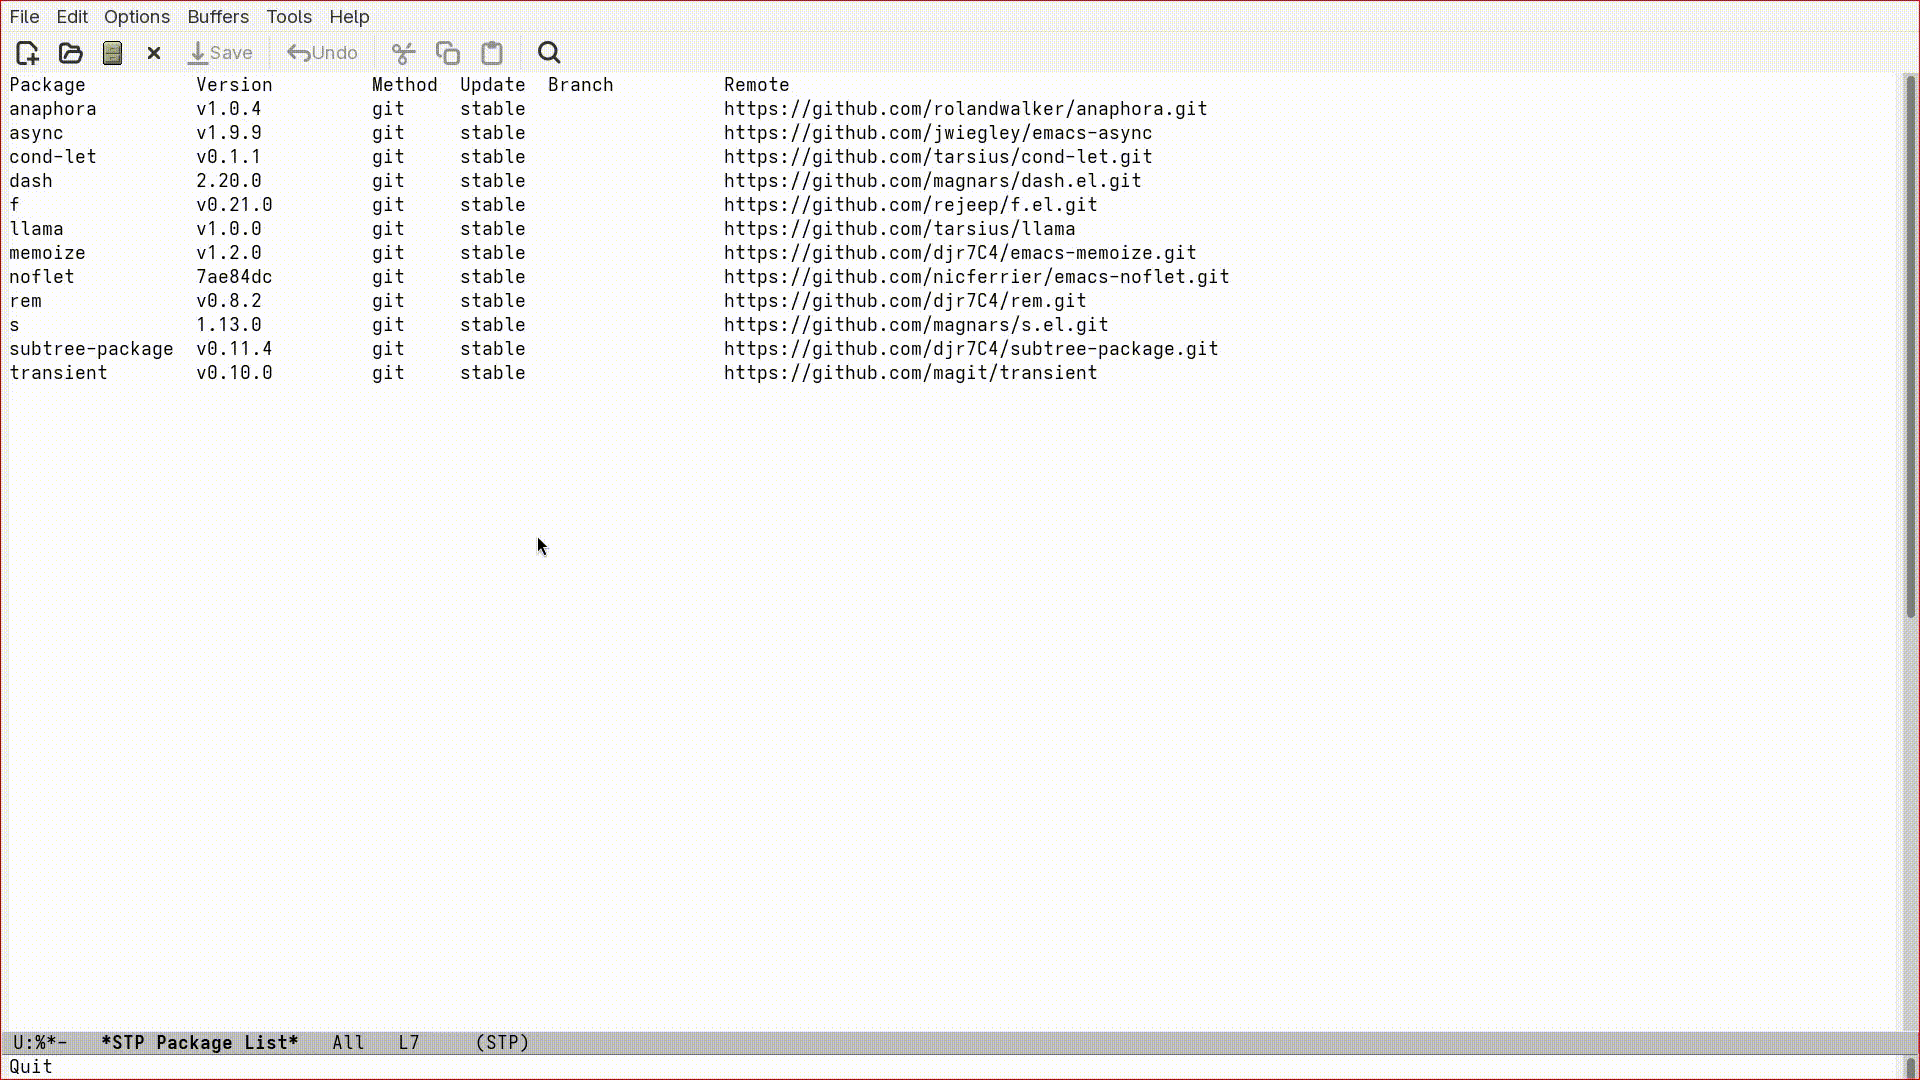 File Edit Options Buffers Tools Help
Save Undo
Package Version Method Update Branch Remote
anaphora v1.0.4 git stable https://github.com/rolandwalker/anaphora.git
async v1.9.9 git stable https://github.com/jwiegley/emacs-async
cond-let v0.1.1 git stable https://github.com/tarsius/cond-let.git
dash 2.20.0 git stable https://github.com/magnars/dash.el.git
f v0.21.0 git stable https://github.com/rejeep/f.el.git
llama v1.0.0 git stable https://github.com/tarsius/llama
memoize v1.2.0 git stable https://github.com/djr7C4/emacs-memoize.git
noflet 7ae84dc git stable https://github.com/nicferrier/emacs-noflet.git
rem v0.8.2 git stable https://github.com/djr7C4/rem.git
s 1.13.0 git stable https://github.com/magnars/s.el.git
subtree-package v0.11.4 git stable https://github.com/djr7C4/subtree-package.git
transient v0.10.0 git stable https://github.com/magit/transient
U:%*- *STP Package List* All L7 (STP)
Quit